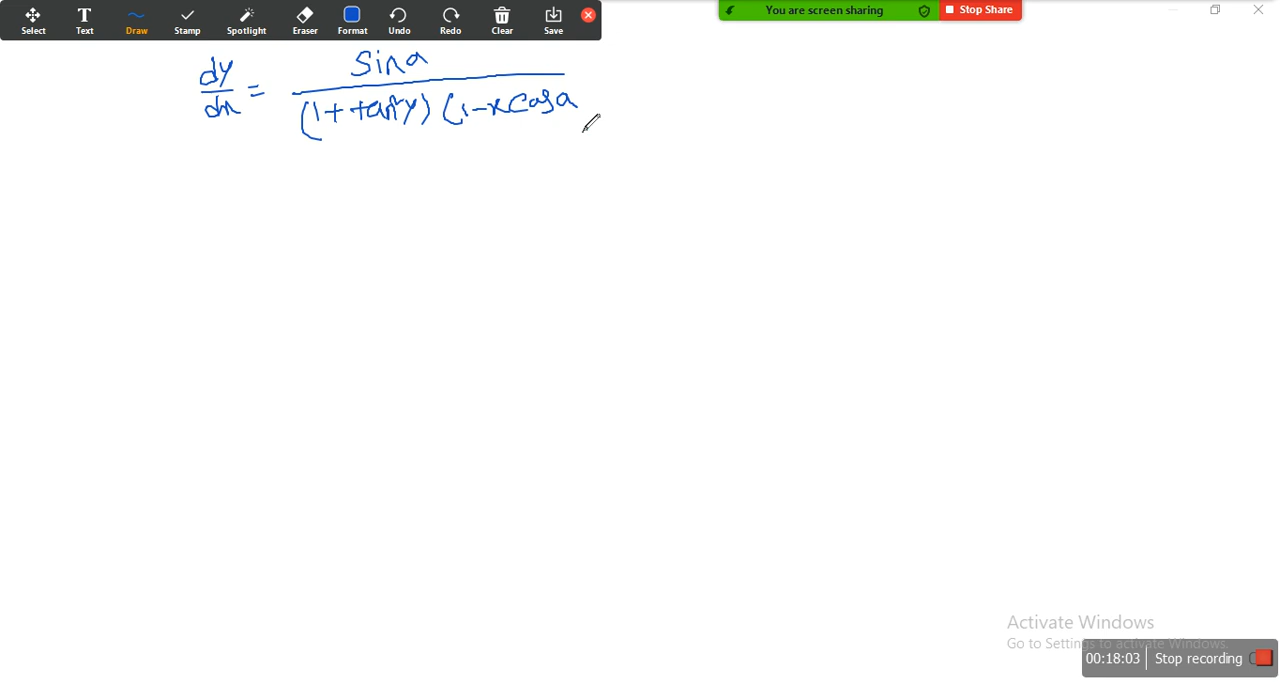 Select Text Draw Stamp Spotlight Eraser Format Undo Redo Clear Save
You are screen sharing Stop Share
dy/dx = sin a / (1 + tan²y) (1 - x cos a
Activate Windows
Go to Settings to activate Windows.
00:18:03 Stop recording